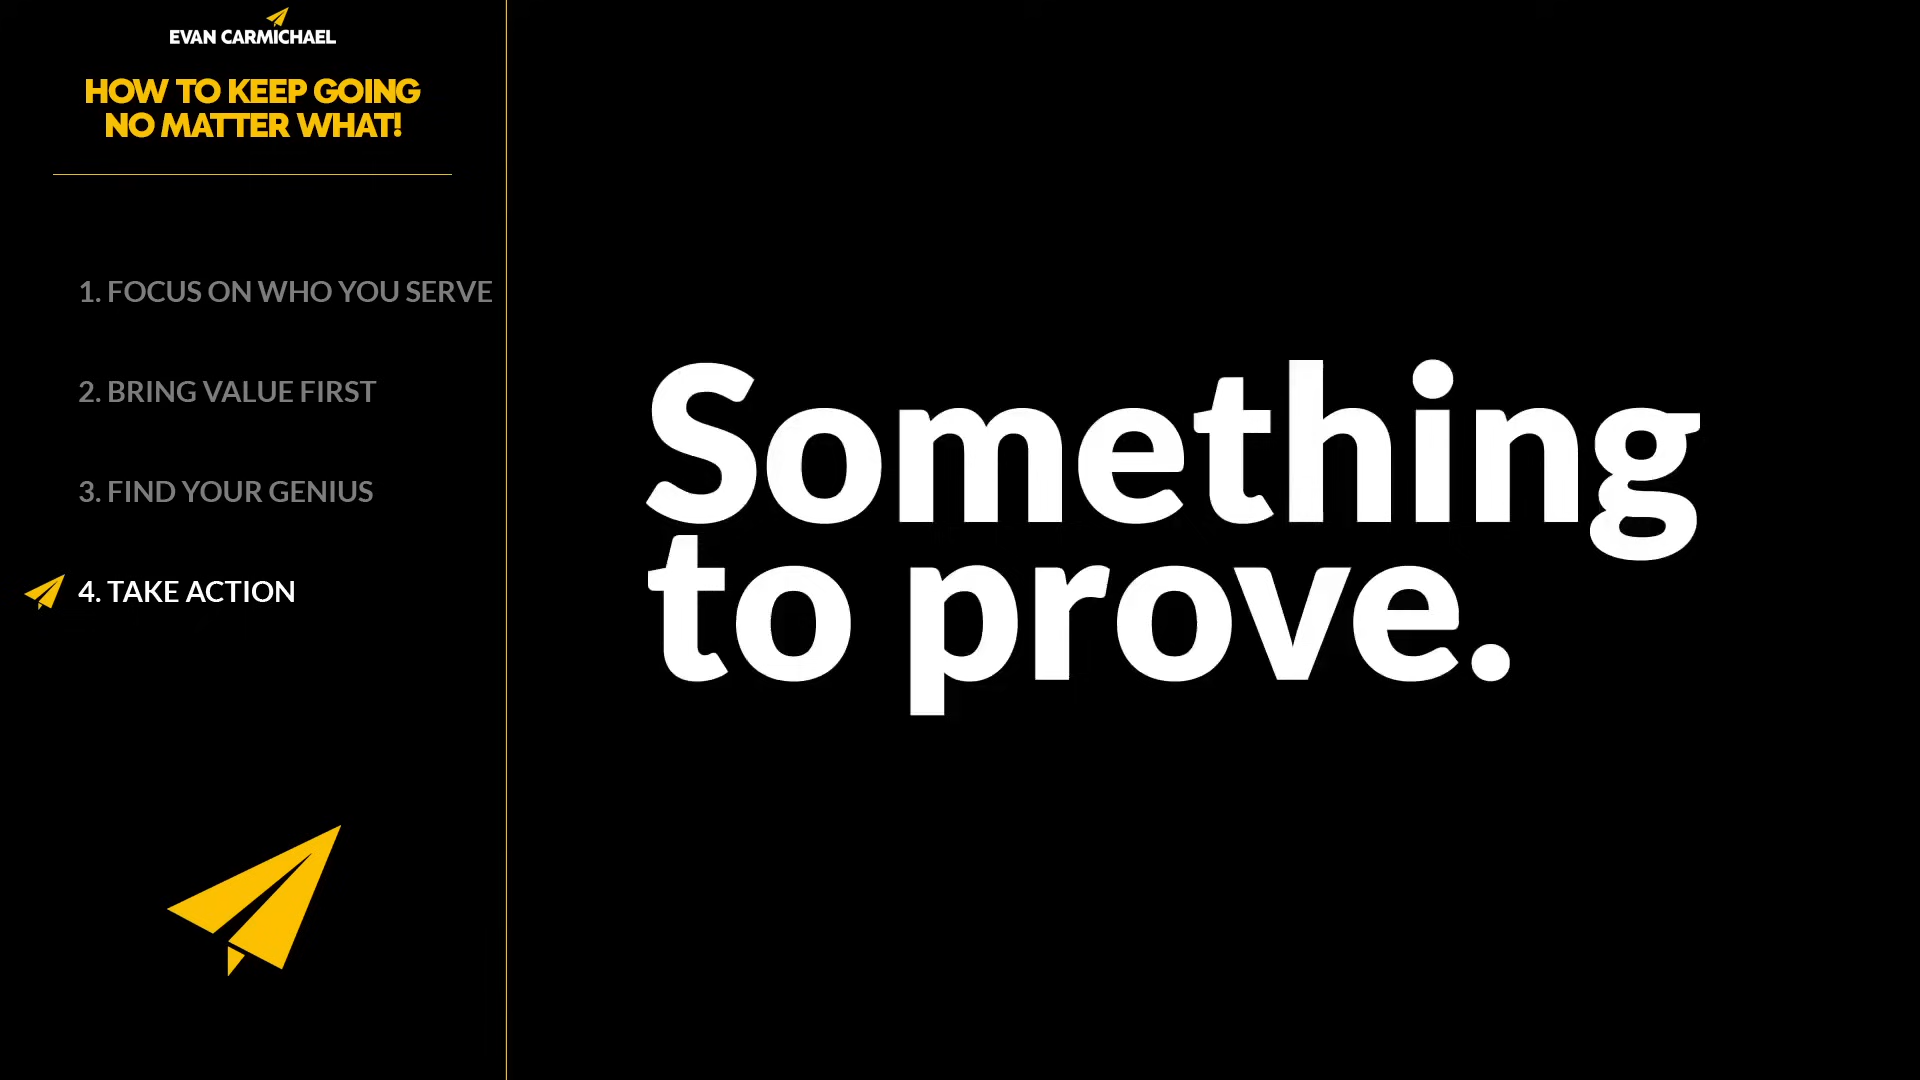 EVAN CARMICHAEL
HOW TO KEEP GOING
NO MATTER WHAT!
1. FOCUS ON WHO YOU SERVE
2. BRING VALUE FIRST
3. FIND YOUR GENIUS
4. TAKE ACTION
Something
to prove.